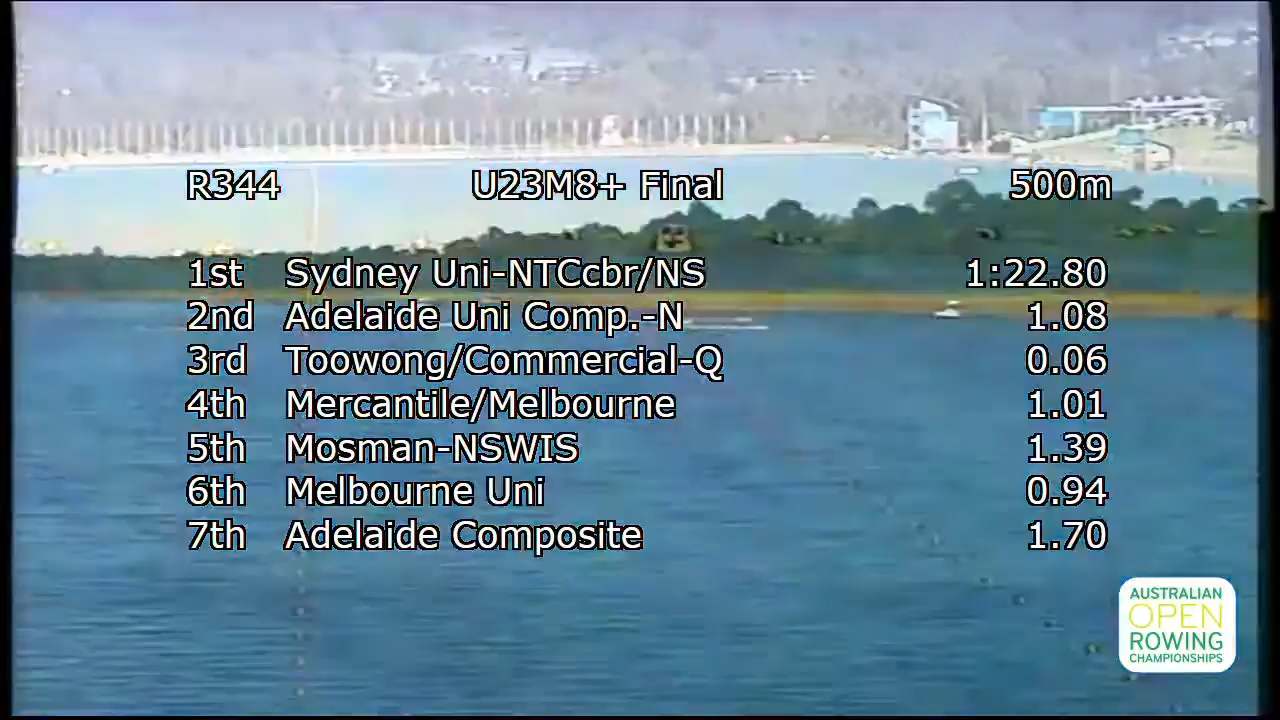 R344 U23M8+ Final 500m
1st Sydney Uni-NTCcbr/NS 1:22.80
2nd Adelaide Uni Comp.-N 1.08
3rd Toowong/Commercial-Q 0.06
4th Mercantile/Melbourne 1.01
5th Mosman-NSWIS 1.39
6th Melbourne Uni 0.94
7th Adelaide Composite 1.70
AUSTRALIAN
OPEN
ROWING
CHAMPIONSHIPS